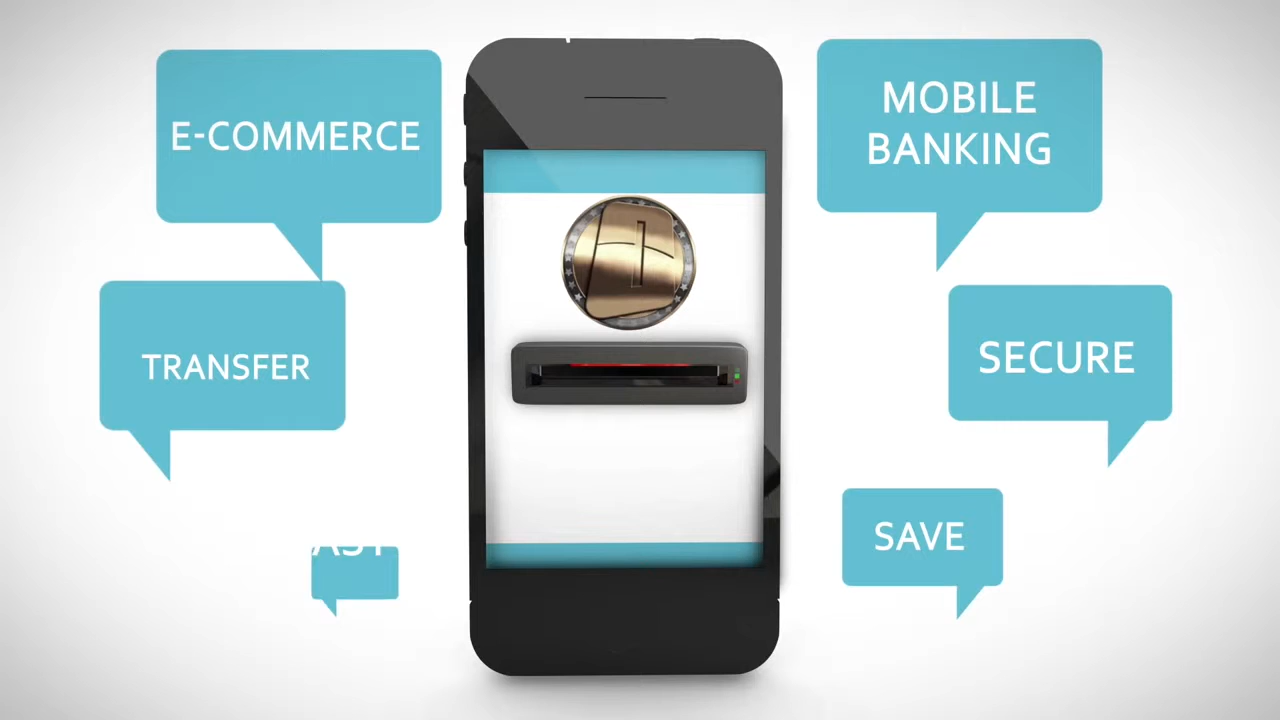 E-COMMERCE
MOBILE
BANKING
TRANSFER
SECURE
SAVE